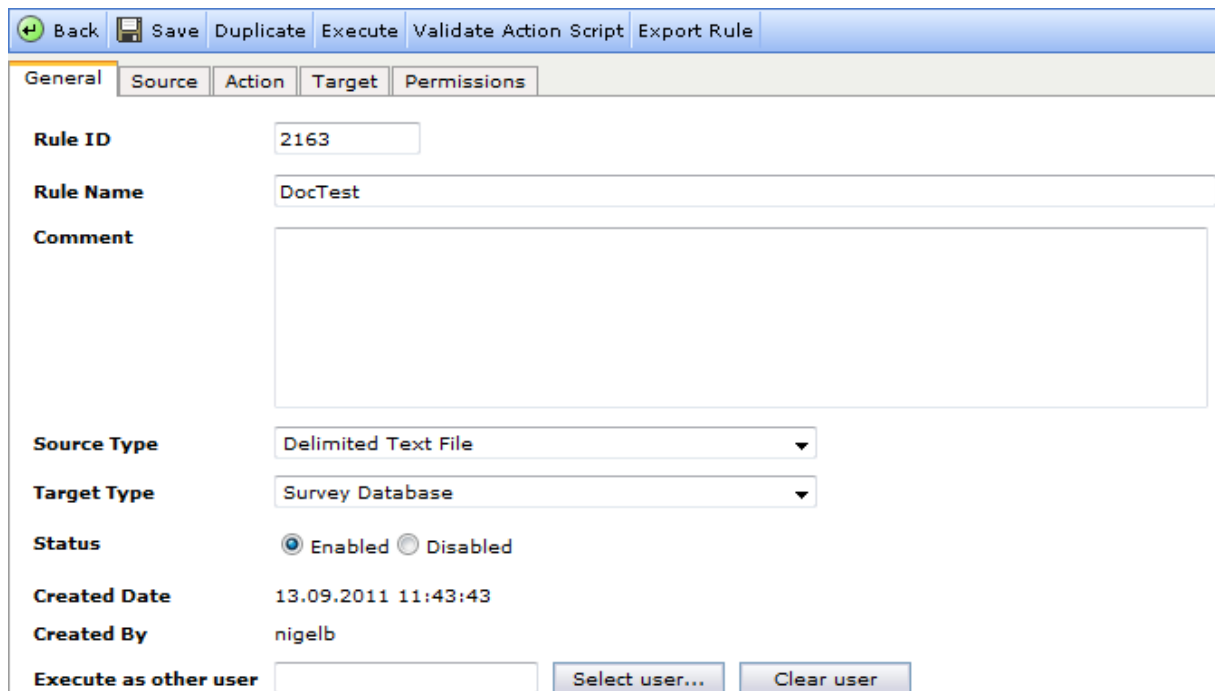 Back Save Duplicate Execute Validate Action Script Export Rule
General Source Action Target Permissions
Rule ID 2163
Rule Name DocTest
Comment
Source Type Delimited Text File
Target Type Survey Database
Status Enabled Disabled
Created Date 13.09.2011 11:43:43
Created By nigelb
Execute as other user Select user... Clear user